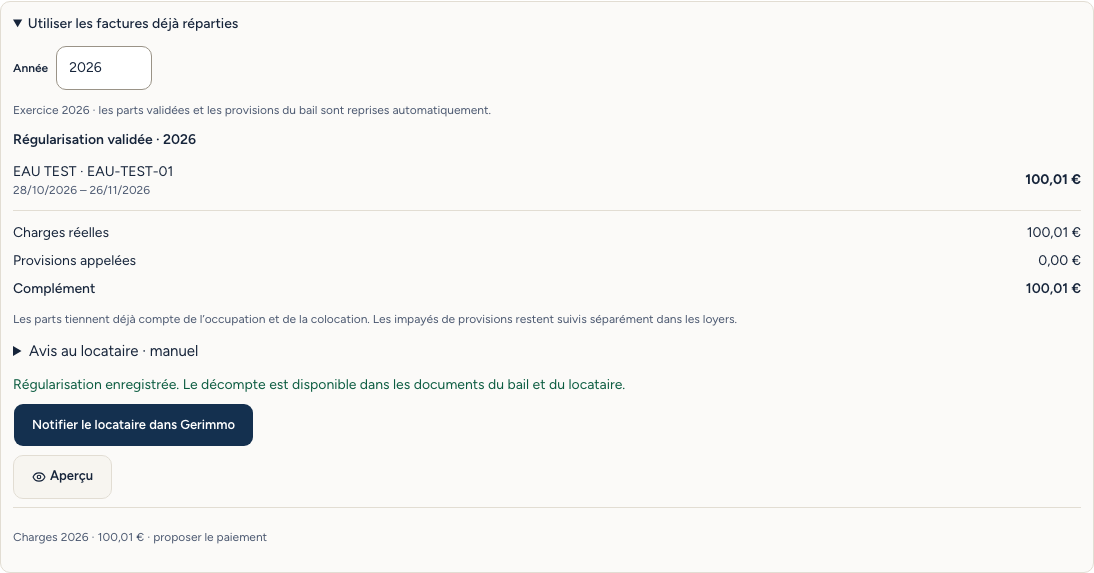 ▼ Utiliser les factures déjà réparties
Année 2026
Exercice 2026 · les parts validées et les provisions du bail sont reprises automatiquement.
Régularisation validée · 2026
EAU TEST · EAU-TEST-01
100,01 €
28/10/2026 – 26/11/2026
Charges réelles 100,01 €
Provisions appelées 0,00 €
Complément 100,01 €
Les parts tiennent déjà compte de l’occupation et de la colocation. Les impayés de provisions restent suivis séparément dans les loyers.
▶ Avis au locataire · manuel
Régularisation enregistrée. Le décompte est disponible dans les documents du bail et du locataire.
Notifier le locataire dans Gerimmo
Aperçu
Charges 2026 · 100,01 € · proposer le paiement